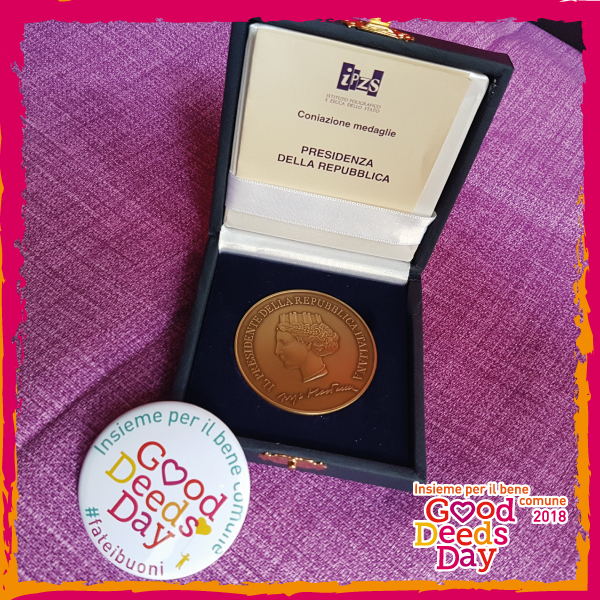 iPZS
ISTITUTO POLIGRAFICO
E ZECCA DELLO STATO
Coniazione medaglie
PRESIDENZA
DELLA REPUBBLICA
IL PRESIDENTE DELLA REPUBBLICA ITALIANA
Insieme per il bene comune
Good
Deeds
Day
#fateibuoni
Insieme per il bene
comune
2018
Good
Deeds
Day